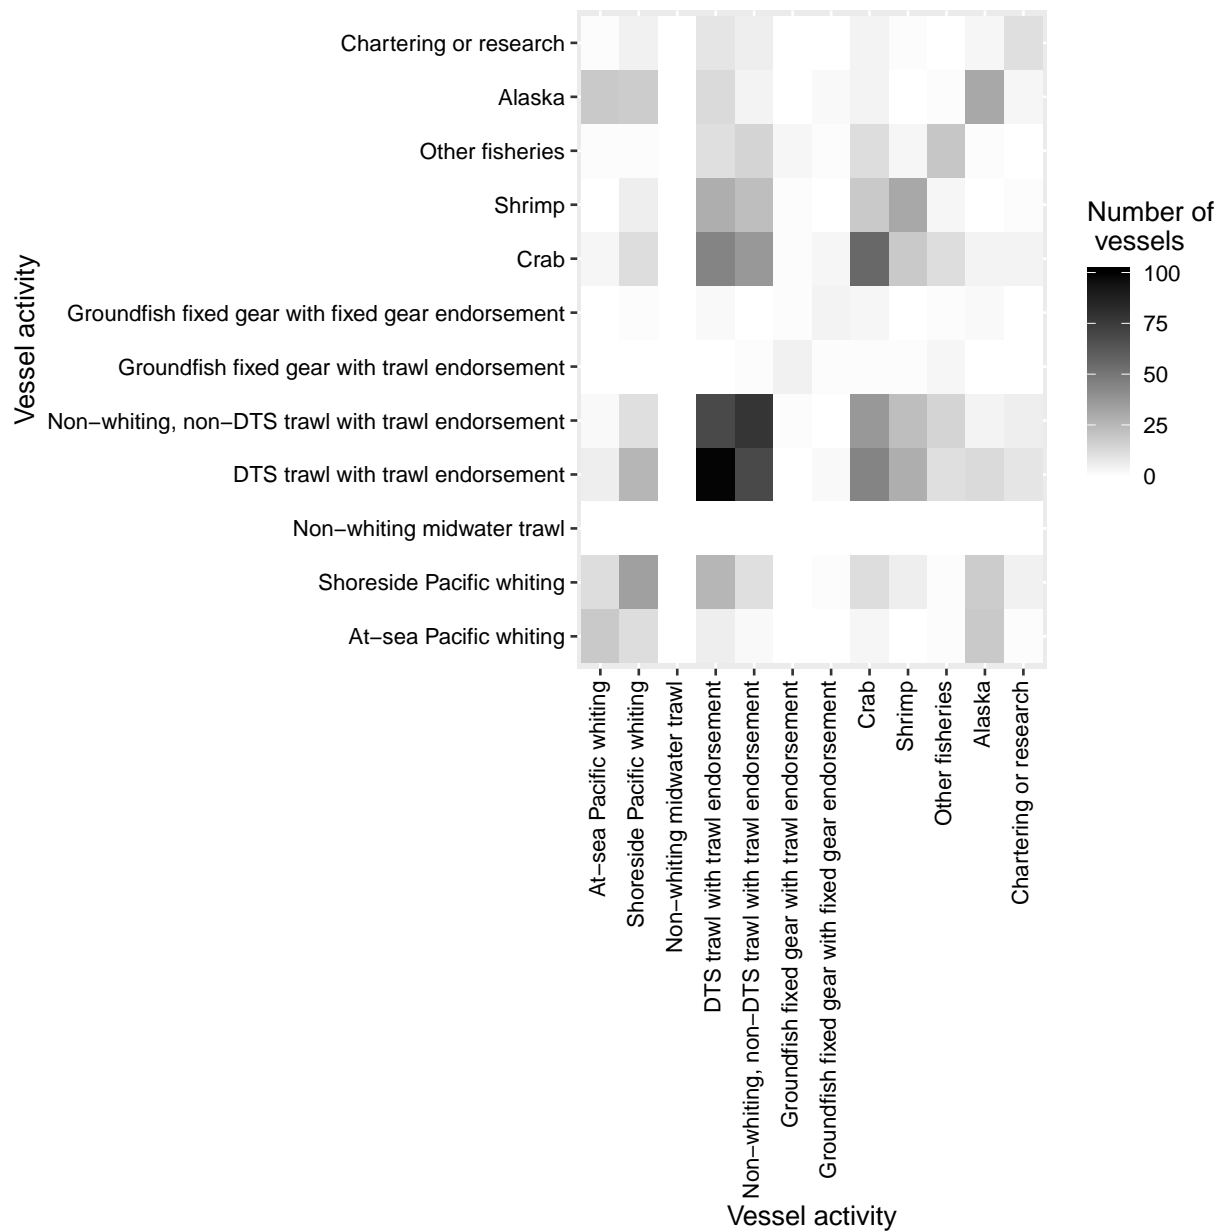 Chartering or research
Alaska
Other fisheries
Shrimp
Crab
Groundfish fixed gear with fixed gear endorsement
Groundfish fixed gear with trawl endorsement
Non−whiting, non−DTS trawl with trawl endorsement
DTS trawl with trawl endorsement
Non−whiting midwater trawl
Shoreside Pacific whiting
At−sea Pacific whiting
Vessel activity
At−sea Pacific whiting
Shoreside Pacific whiting
Non−whiting midwater trawl
DTS trawl with trawl endorsement
Non−whiting, non−DTS trawl with trawl endorsement
Groundfish fixed gear with trawl endorsement
Groundfish fixed gear with fixed gear endorsement
Crab
Shrimp
Other fisheries
Alaska
Chartering or research
Vessel activity
Number of
vessels
100
75
50
25
0